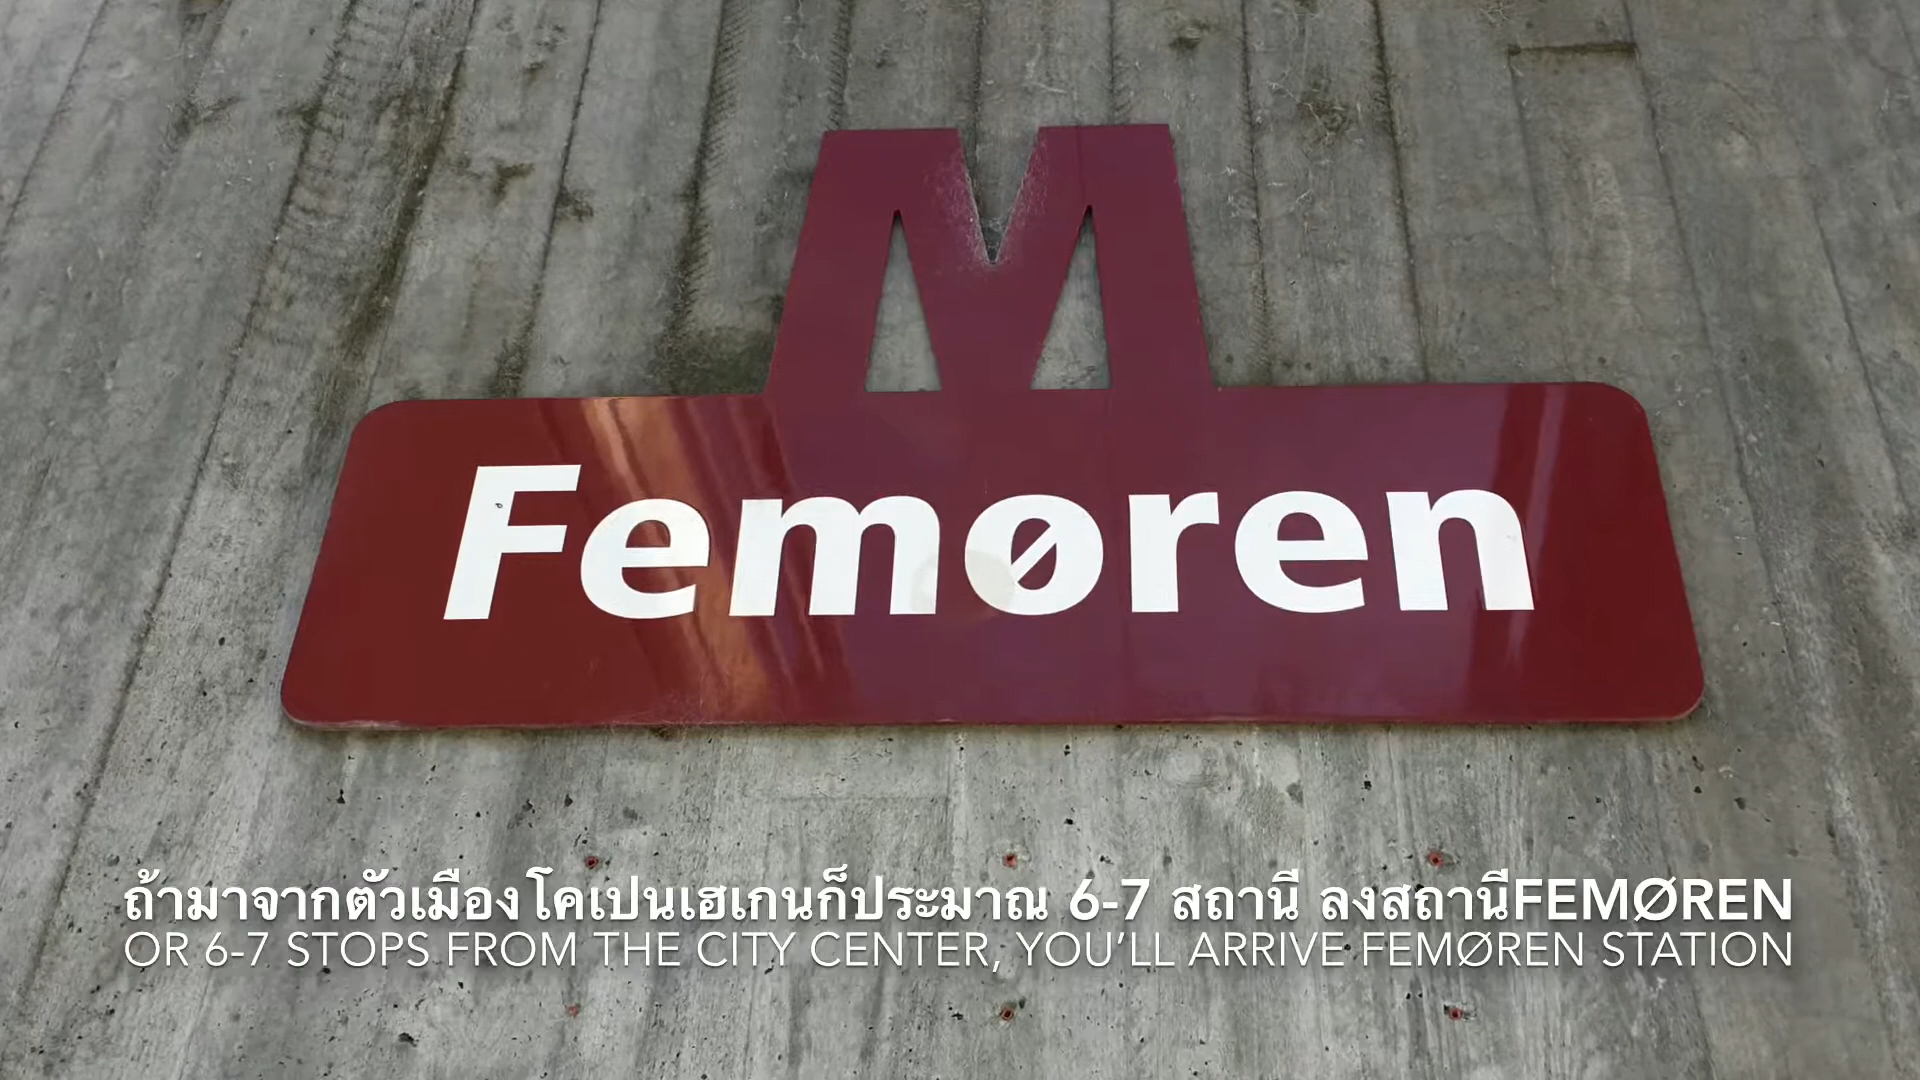 M
Femøren
ถ้ามาจากตัวเมืองโคเปนเฮเกนก็ประมาณ 6-7 สถานี ลงสถานีFEMØREN
OR 6-7 STOPS FROM THE CITY CENTER, YOU'LL ARRIVE FEMØREN STATION